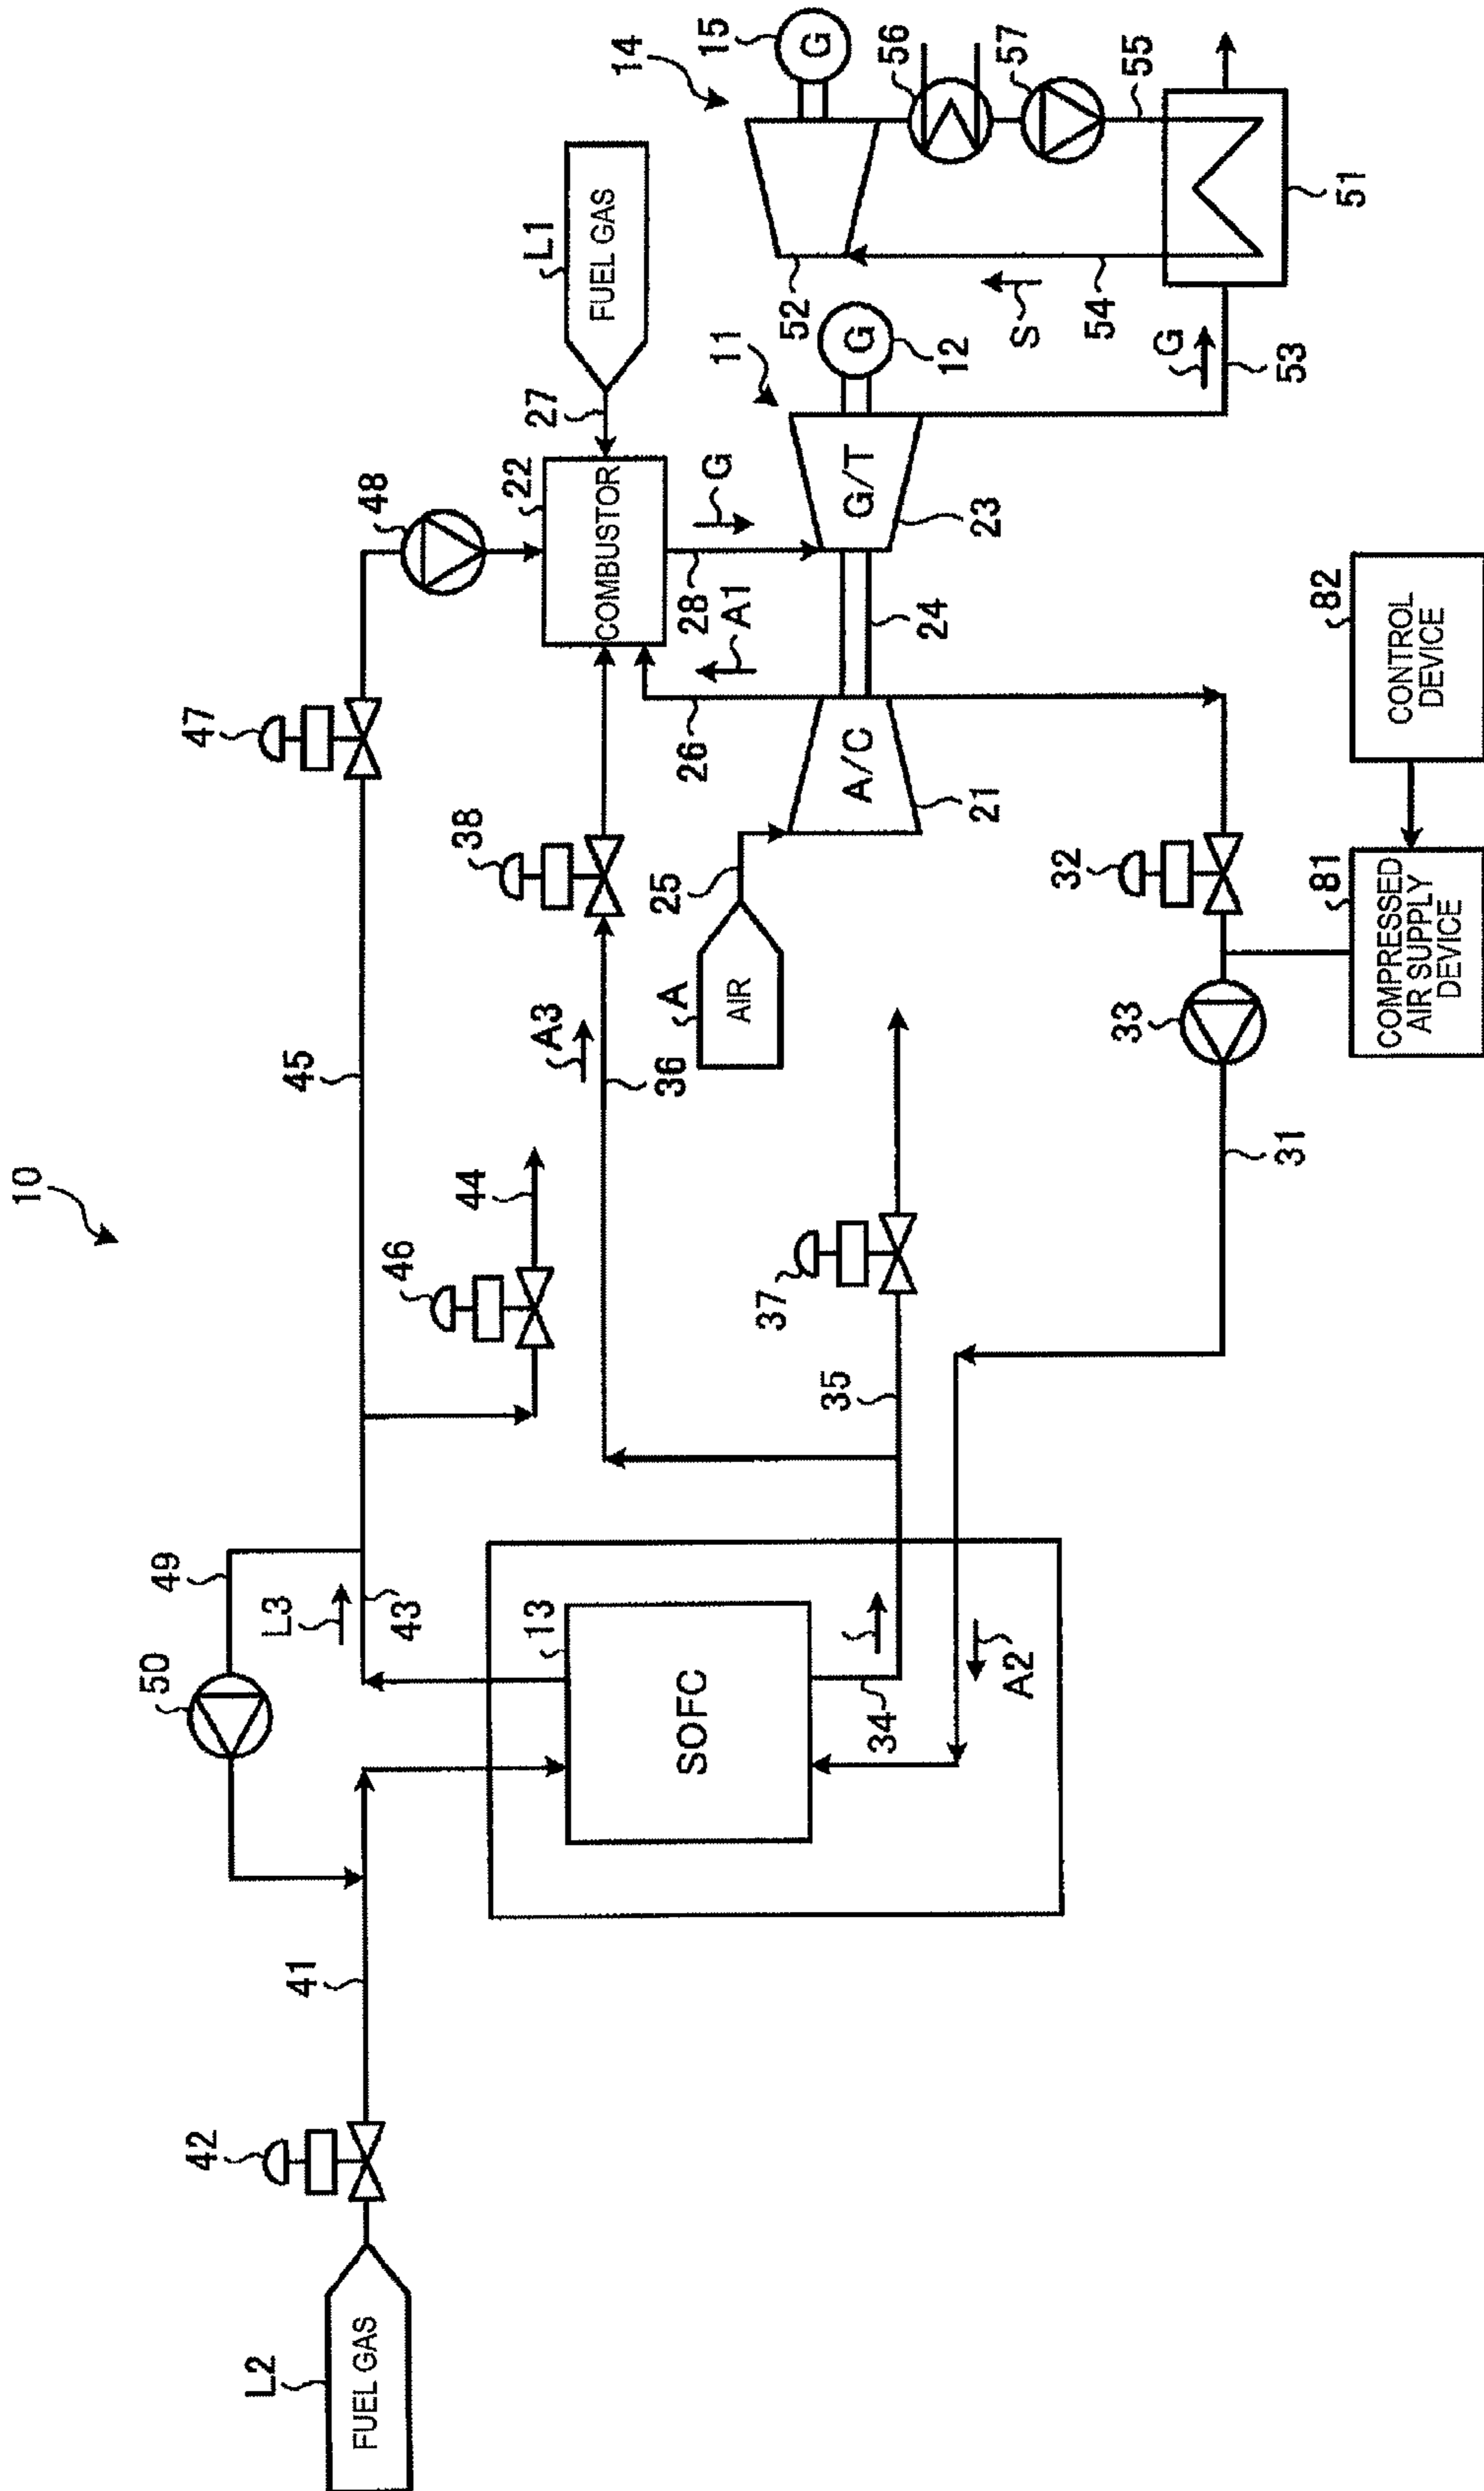 10
L2
FUEL GAS
42
41
50
49
L3
43
13
SOFC
34
A2
45
44
46
47
48
37
35
31
A3
36
38
A
AIR
25
22
COMBUSTOR
27
L1
FUEL GAS
28
G
A1
26
A/C
21
24
G/T
23
11
G
12
14
15
G
52
56
57
55
54
S
51
53
G
32
33
81
COMPRESSED
AIR SUPPLY
DEVICE
82
CONTROL
DEVICE